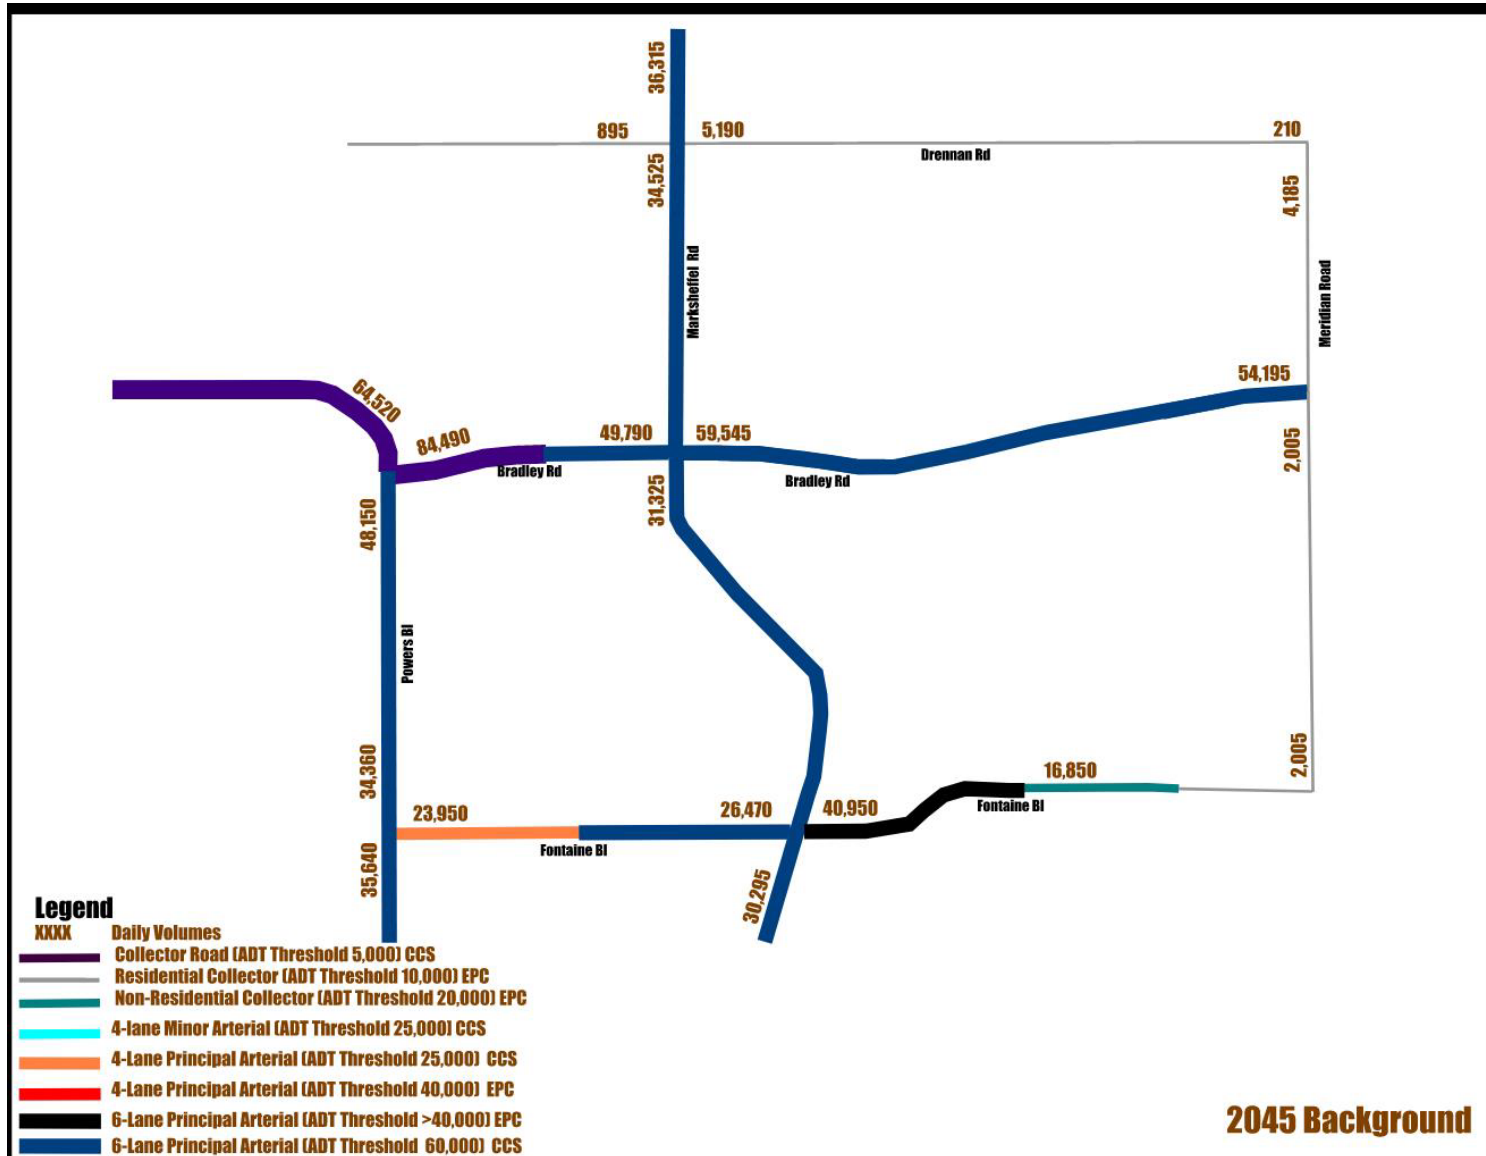 36,315
895
5,190
210
Drennan Rd
34,525
4,185
Marksheffel Rd
Meridian Road
64,520
54,195
84,490
49,790
59,545
Bradley Rd
Bradley Rd
2,005
31,325
48,150
Powers Bl
34,360
2,005
16,850
23,950
26,470
40,950
Fontaine Bl
Fontaine Bl
35,640
30,295
Legend
XXXX Daily Volumes
Collector Road (ADT Threshold 5,000) CCS
Residential Collector (ADT Threshold 10,000) EPC
Non-Residential Collector (ADT Threshold 20,000) EPC
4-lane Minor Arterial (ADT Threshold 25,000) CCS
4-Lane Principal Arterial (ADT Threshold 25,000) CCS
4-Lane Principal Arterial (ADT Threshold 40,000) EPC
6-Lane Principal Arterial (ADT Threshold >40,000) EPC
6-Lane Principal Arterial (ADT Threshold 60,000) CCS
2045 Background